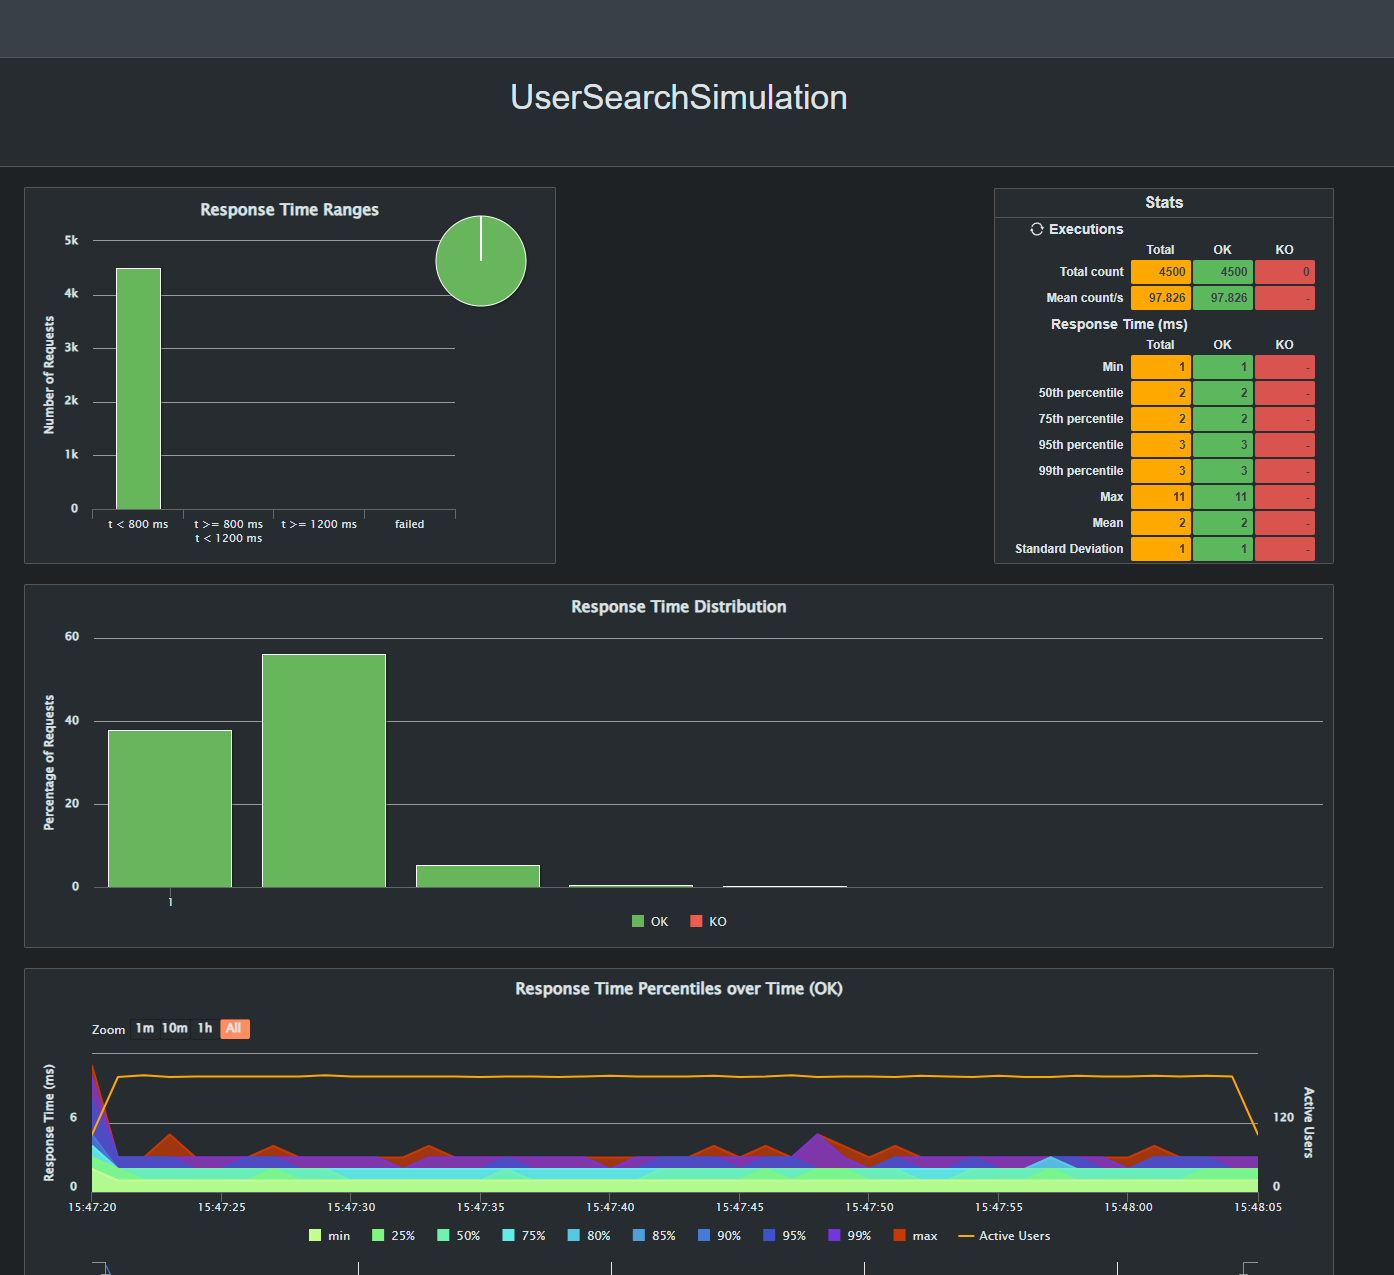 UserSearchSimulation
Response Time Ranges
Number of Requests
5k
4k
3k
2k
1k
0
t < 800 ms
t >= 800 ms
t < 1200 ms
t >= 1200 ms
failed
Stats
Executions
Total OK KO
Total count 4500 4500 0
Mean count/s 97.826 97.826 -
Response Time (ms)
Total OK KO
Min 1 1 -
50th percentile 2 2 -
75th percentile 2 2 -
95th percentile 3 3 -
99th percentile 3 3 -
Max 11 11 -
Mean 2 2 -
Standard Deviation 1 1 -
Response Time Distribution
Percentage of Requests
60
40
20
0
1
OK KO
Response Time Percentiles over Time (OK)
Zoom 1m 10m 1h All
Response Time (ms)
6
0
120
0
Active Users
15:47:20 15:47:25 15:47:30 15:47:35 15:47:40 15:47:45 15:47:50 15:47:55 15:48:00 15:48:05
min 25% 50% 75% 80% 85% 90% 95% 99% max Active Users